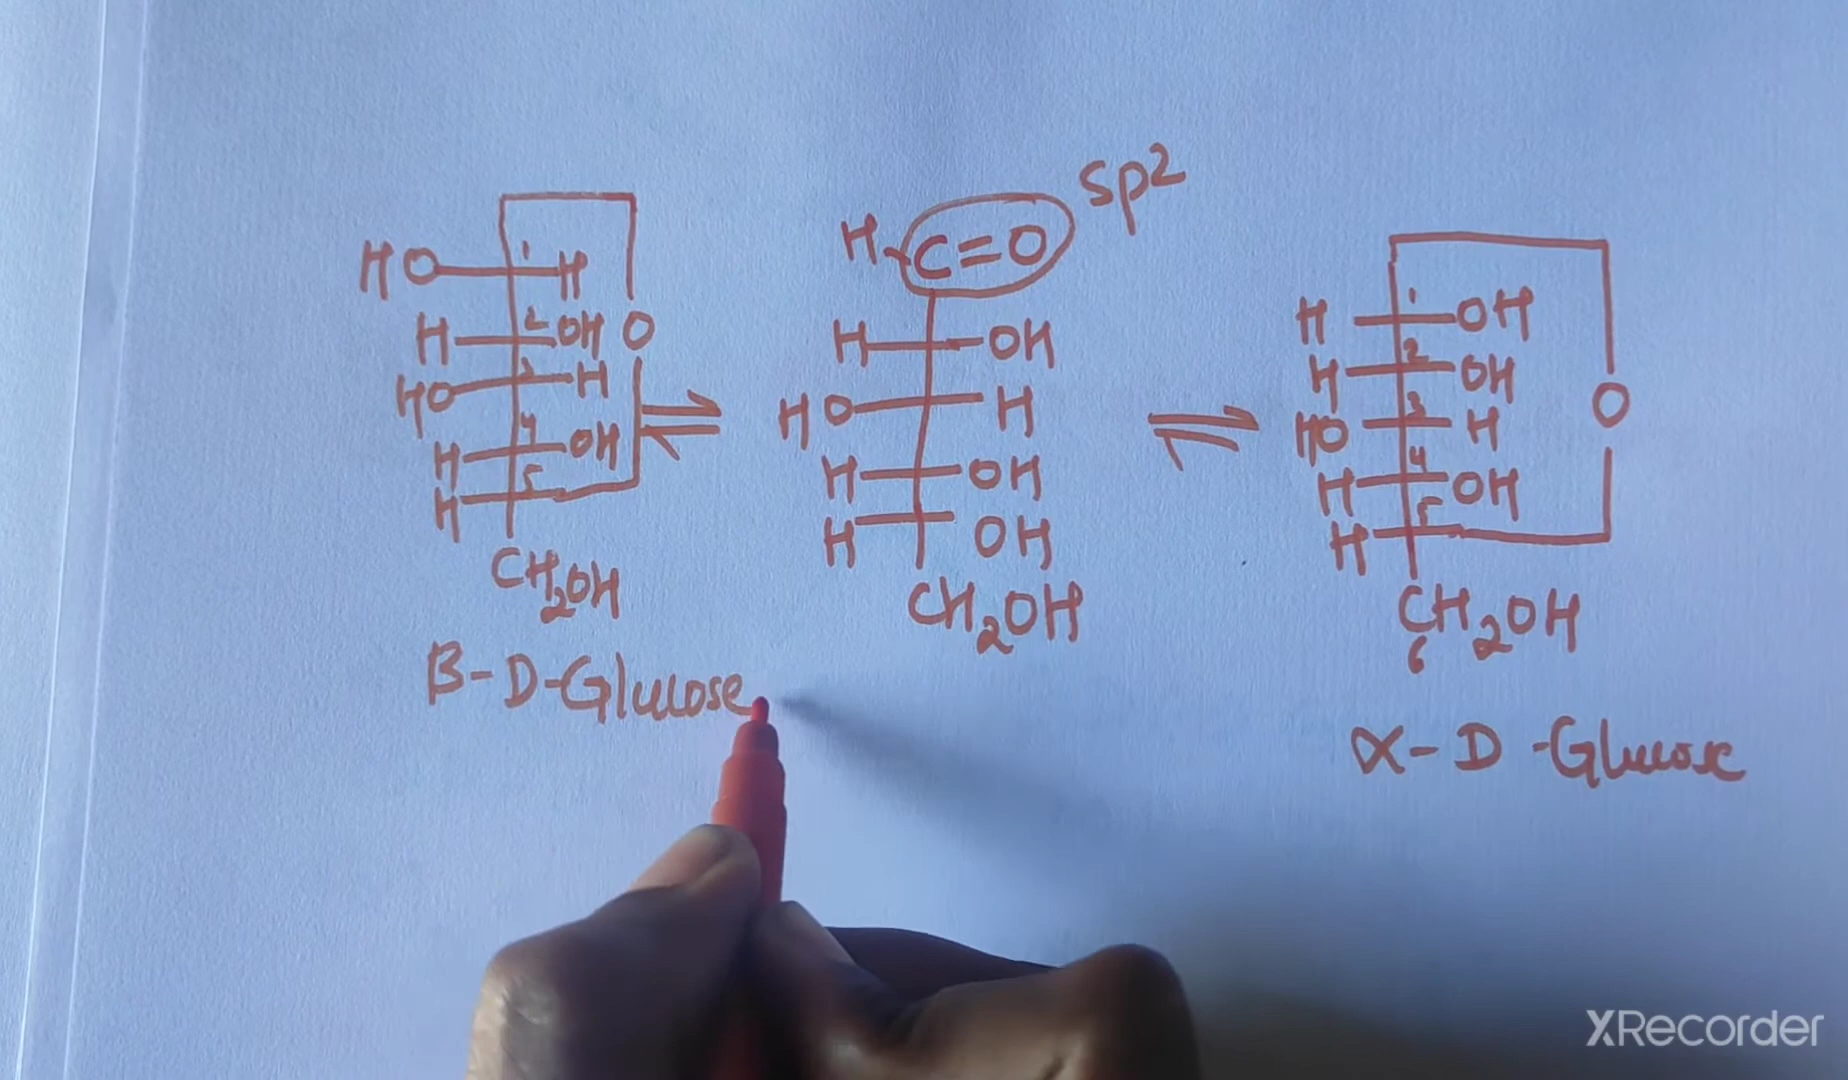 Sp2
H C=O
HO 1 H
H 2 OH O
HO 3 H
H 4 OH
H 5
CH2OH
B-D-Glucose
H OH
HO H
H OH
H OH
CH2OH
H 1 OH
H 2 OH
HO 3 H O
H 4 OH
H 5
CH2OH
6
α-D-Glucose
XRecorder